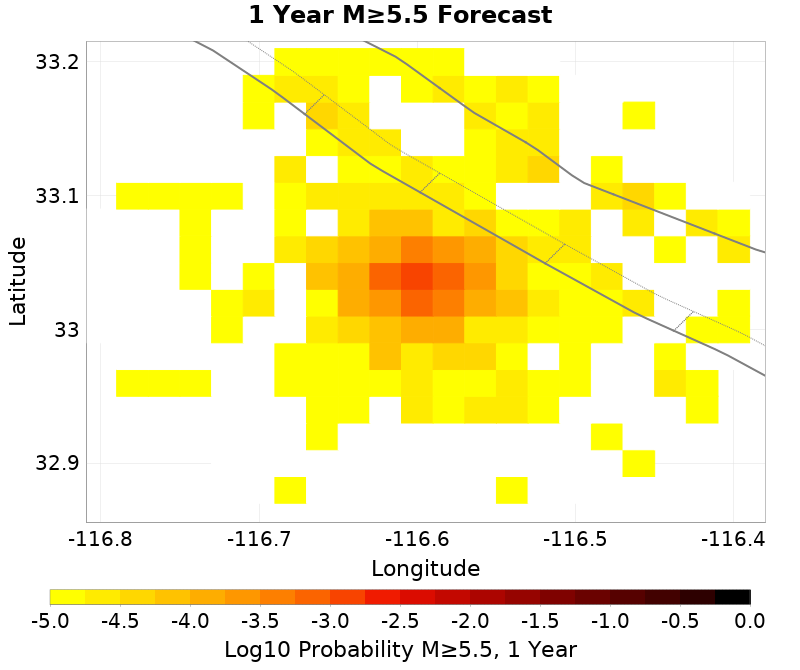 1 Year M≥5.5 Forecast
33.2
33.1
33
32.9
Latitude
-116.8 -116.7 -116.6 -116.5 -116.4
Longitude
-5.0 -4.5 -4.0 -3.5 -3.0 -2.5 -2.0 -1.5 -1.0 -0.5 0.0
Log10 Probability M≥5.5, 1 Year